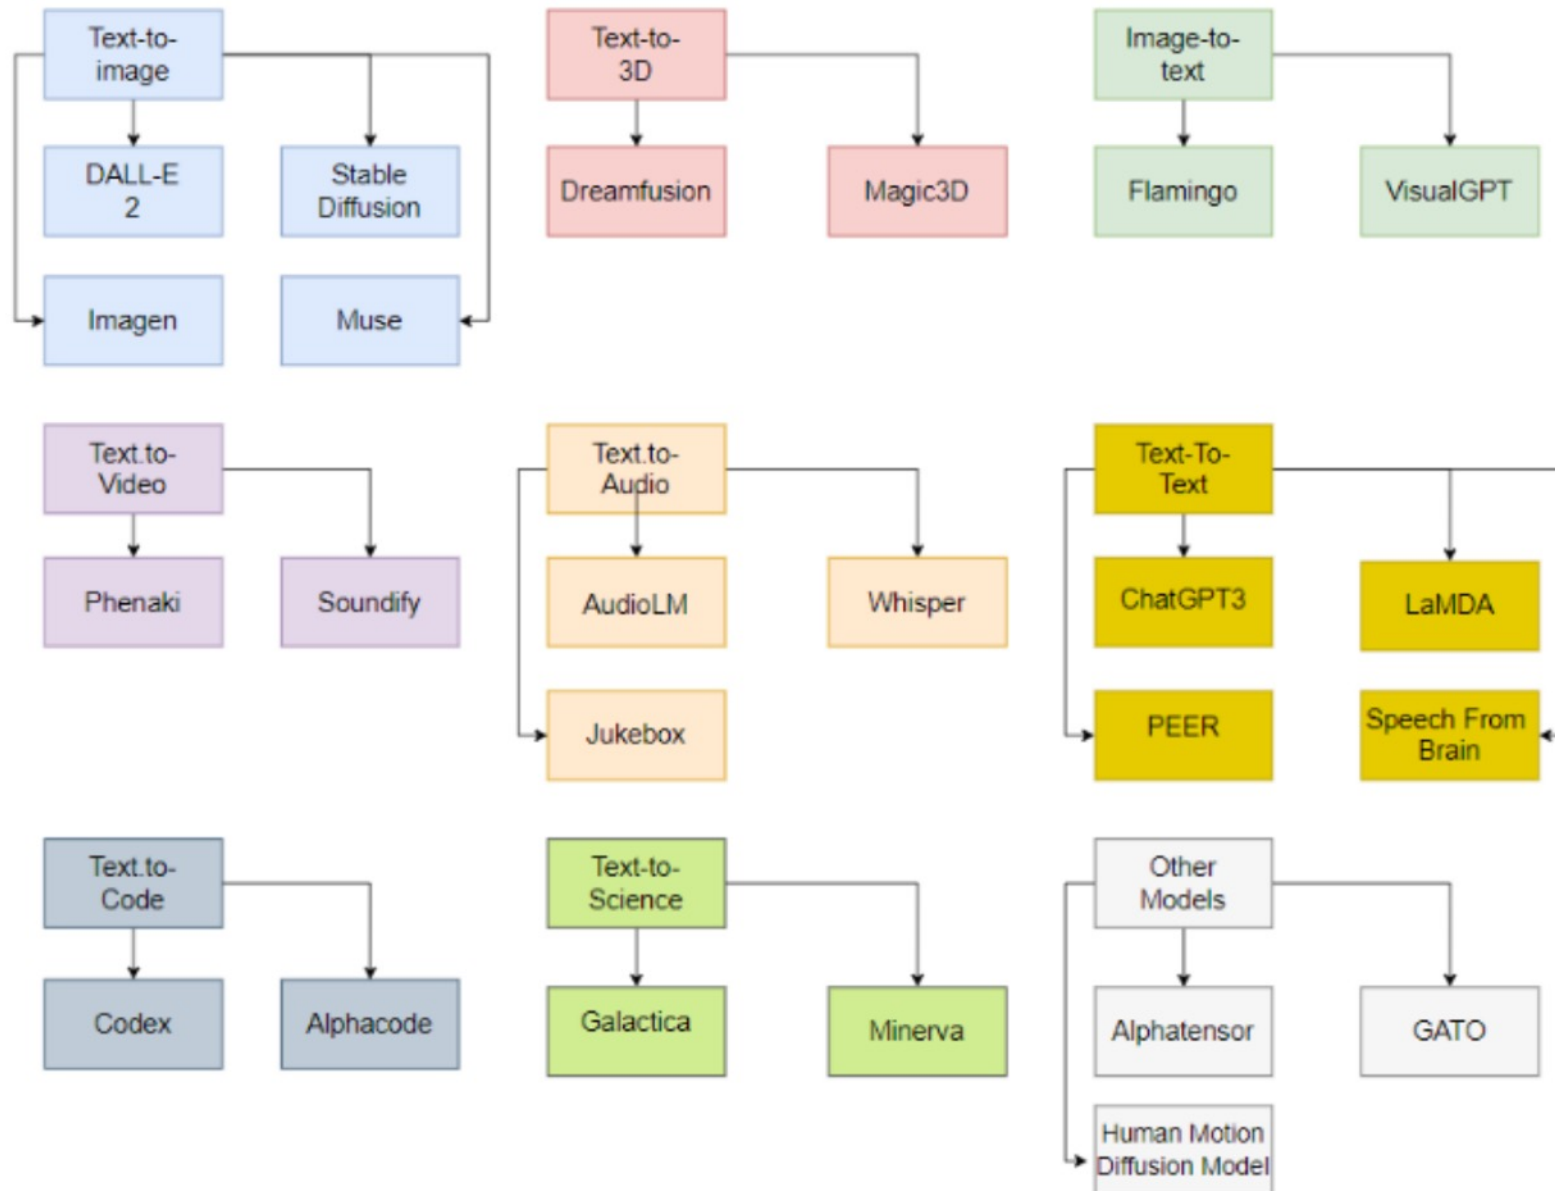 Text-to-
image
Text-to-
3D
Image-to-
text
DALL-E
2
Stable
Diffusion
Dreamfusion
Magic3D
Flamingo
VisualGPT
Imagen
Muse
Text.to-
Video
Text.to-
Audio
Text-To-
Text
Phenaki
Soundify
AudioLM
Whisper
ChatGPT3
LaMDA
Jukebox
PEER
Speech From
Brain
Text.to-
Code
Text-to-
Science
Other
Models
Codex
Alphacode
Galactica
Minerva
Alphatensor
GATO
Human Motion
Diffusion Model